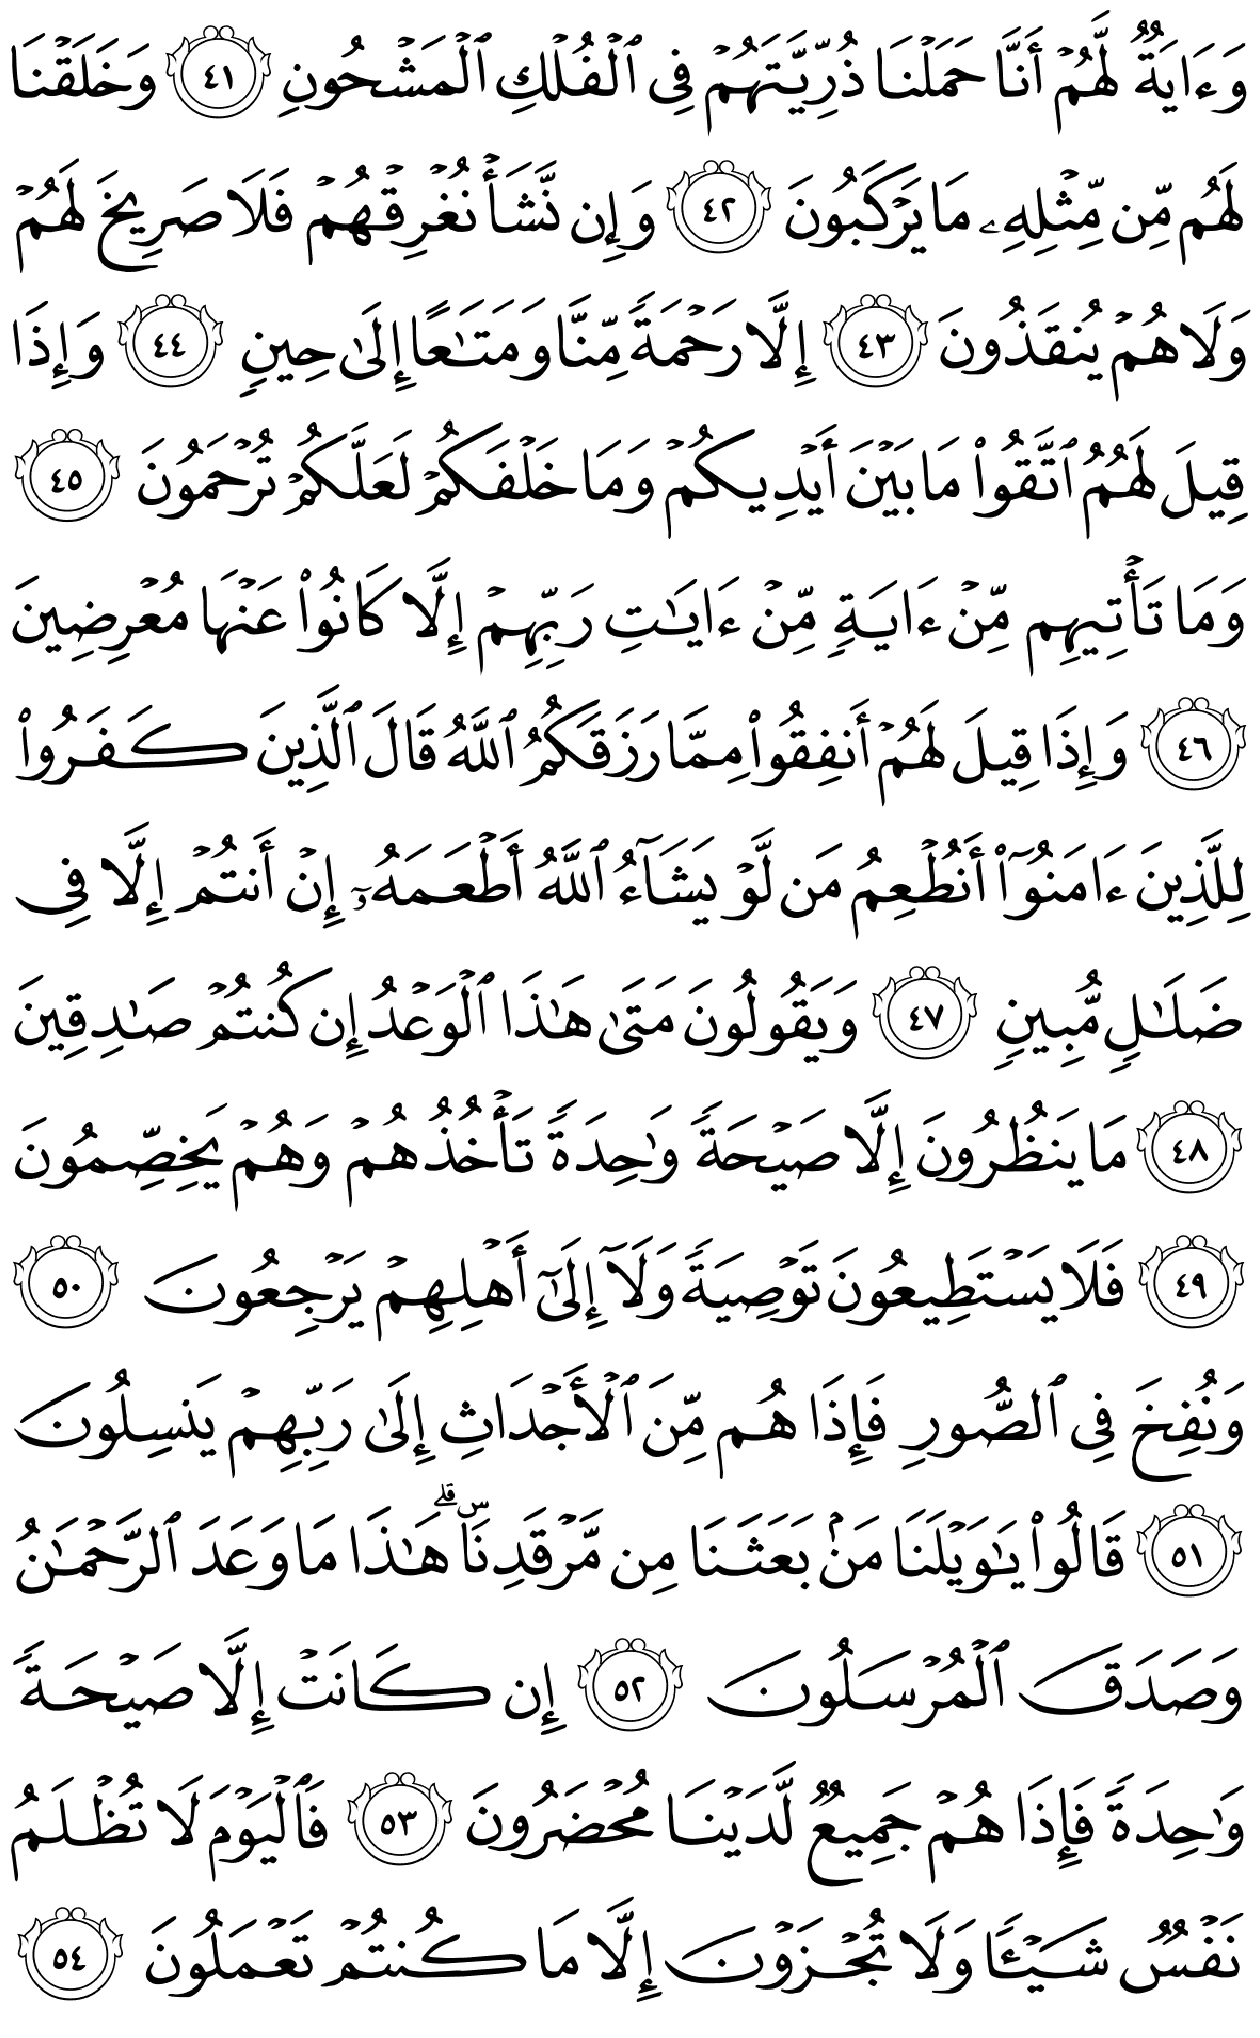 وَءَايَةٌ لَّهُمۡ أَنَّا حَمَلۡنَا ذُرِّيَّتَهُمۡ فِي ٱلۡفُلۡكِ ٱلۡمَشۡحُونِ ٤١ وَخَلَقۡنَا
لَهُم مِّن مِّثۡلِهِۦ مَا يَرۡكَبُونَ ٤٢ وَإِن نَّشَأۡ نُغۡرِقۡهُمۡ فَلَا صَرِيخَ لَهُمۡ
وَلَا هُمۡ يُنقَذُونَ ٤٣ إِلَّا رَحۡمَةٗ مِّنَّا وَمَتَٰعًا إِلَىٰ حِينٖ ٤٤ وَإِذَا
قِيلَ لَهُمُ ٱتَّقُواْ مَا بَيۡنَ أَيۡدِيكُمۡ وَمَا خَلۡفَكُمۡ لَعَلَّكُمۡ تُرۡحَمُونَ ٤٥
وَمَا تَأۡتِيهِم مِّنۡ ءَايَةٖ مِّنۡ ءَايَٰتِ رَبِّهِمۡ إِلَّا كَانُواْ عَنۡهَا مُعۡرِضِينَ
٤٦ وَإِذَا قِيلَ لَهُمۡ أَنفِقُواْ مِمَّا رَزَقَكُمُ ٱللَّهُ قَالَ ٱلَّذِينَ كَفَرُواْ
لِلَّذِينَ ءَامَنُوٓاْ أَنُطۡعِمُ مَن لَّوۡ يَشَآءُ ٱللَّهُ أَطۡعَمَهُۥٓ إِنۡ أَنتُمۡ إِلَّا فِي
ضَلَٰلٖ مُّبِينٖ ٤٧ وَيَقُولُونَ مَتَىٰ هَٰذَا ٱلۡوَعۡدُ إِن كُنتُمۡ صَٰدِقِينَ
٤٨ مَا يَنظُرُونَ إِلَّا صَيۡحَةٗ وَٰحِدَةٗ تَأۡخُذُهُمۡ وَهُمۡ يَخِصِّمُونَ
٤٩ فَلَا يَسۡتَطِيعُونَ تَوۡصِيَةٗ وَلَآ إِلَىٰٓ أَهۡلِهِمۡ يَرۡجِعُونَ ٥٠
وَنُفِخَ فِي ٱلصُّورِ فَإِذَا هُم مِّنَ ٱلۡأَجۡدَاثِ إِلَىٰ رَبِّهِمۡ يَنسِلُونَ
٥١ قَالُواْ يَٰوَيۡلَنَا مَنۢ بَعَثَنَا مِن مَّرۡقَدِنَاۜۗ هَٰذَا مَا وَعَدَ ٱلرَّحۡمَٰنُ
وَصَدَقَ ٱلۡمُرۡسَلُونَ ٥٢ إِن كَانَتۡ إِلَّا صَيۡحَةٗ
وَٰحِدَةٗ فَإِذَا هُمۡ جَمِيعٞ لَّدَيۡنَا مُحۡضَرُونَ ٥٣ فَٱلۡيَوۡمَ لَا تُظۡلَمُ
نَفۡسٞ شَيۡـٔٗا وَلَا تُجۡزَوۡنَ إِلَّا مَا كُنتُمۡ تَعۡمَلُونَ ٥٤